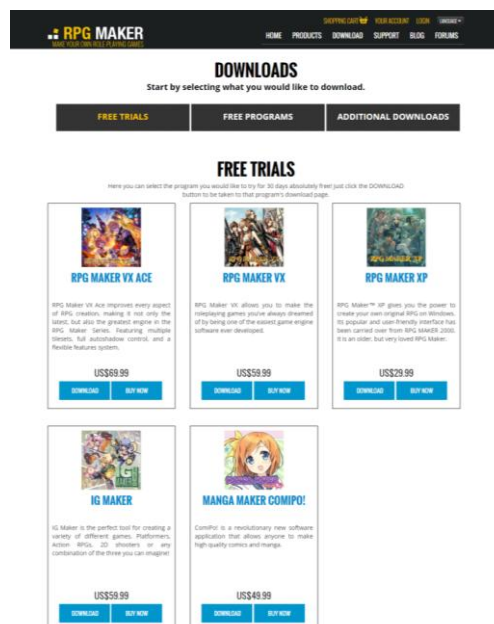 SHOPPING CART YOUR ACCOUNT LOGIN LANGUAGE
RPG MAKER
MAKE YOUR OWN ROLE-PLAYING GAMES
HOME PRODUCTS DOWNLOAD SUPPORT BLOG FORUMS
DOWNLOADS
Start by selecting what you would like to download.
FREE TRIALS FREE PROGRAMS ADDITIONAL DOWNLOADS
FREE TRIALS
Here you can select the program you would like to try for 30 days absolutely free! Just click the DOWNLOAD
button to be taken to that program's download page.
RPG MAKER VX ACE
RPG Maker VX Ace improves every aspect
of RPG creation, making it not only the
latest, but also the greatest engine in the
RPG Maker Series. Featuring multiple
tilesets, full autoshadow control, and a
flexible features system.
US$69.99
DOWNLOAD BUY NOW
RPG MAKER VX
RPG Maker VX allows you to make the
roleplaying games you've always dreamed
of by being one of the easiest game engine
software ever developed.
US$59.99
DOWNLOAD BUY NOW
RPG MAKER XP
RPG MAKER XP
RPG Maker™ XP gives you the power to
create your own original RPG on Windows.
Its popular and user-friendly interface has
been carried over from RPG MAKER 2000.
It is an older, but very loved RPG Maker.
US$29.99
DOWNLOAD BUY NOW
IG MAKER
IG MAKER
IG Maker is the perfect tool for creating a
variety of different games, Platformers,
Action RPGs, 2D shooters or any
combination of the three you can imagine!
US$59.99
DOWNLOAD BUY NOW
MANGA MAKER COMIPO!
ComiPo! is a revolutionary new software
application that allows anyone to make
high quality comics and manga.
US$49.99
DOWNLOAD BUY NOW